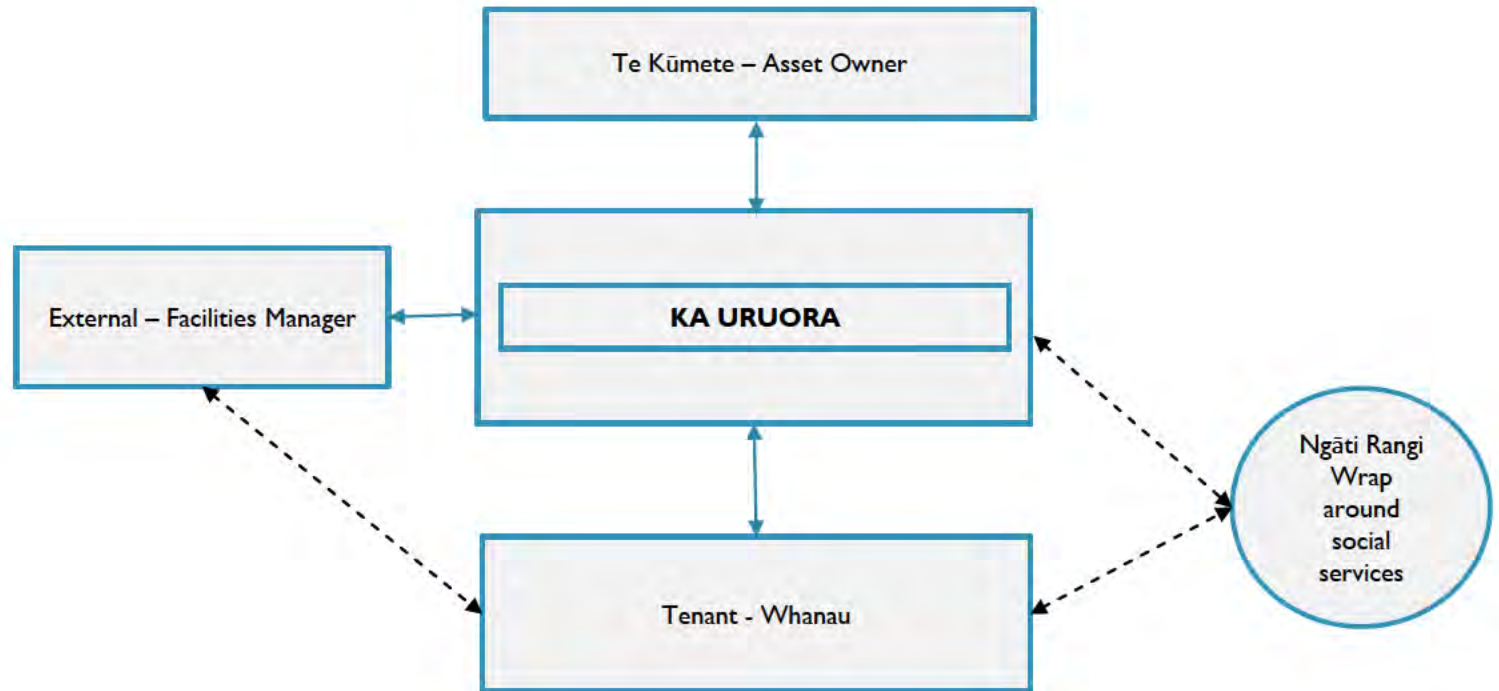 Te Kūmete – Asset Owner
External – Facilities Manager
KA URUORA
Ngāti Rangi
Wrap
around
social
services
Tenant - Whanau